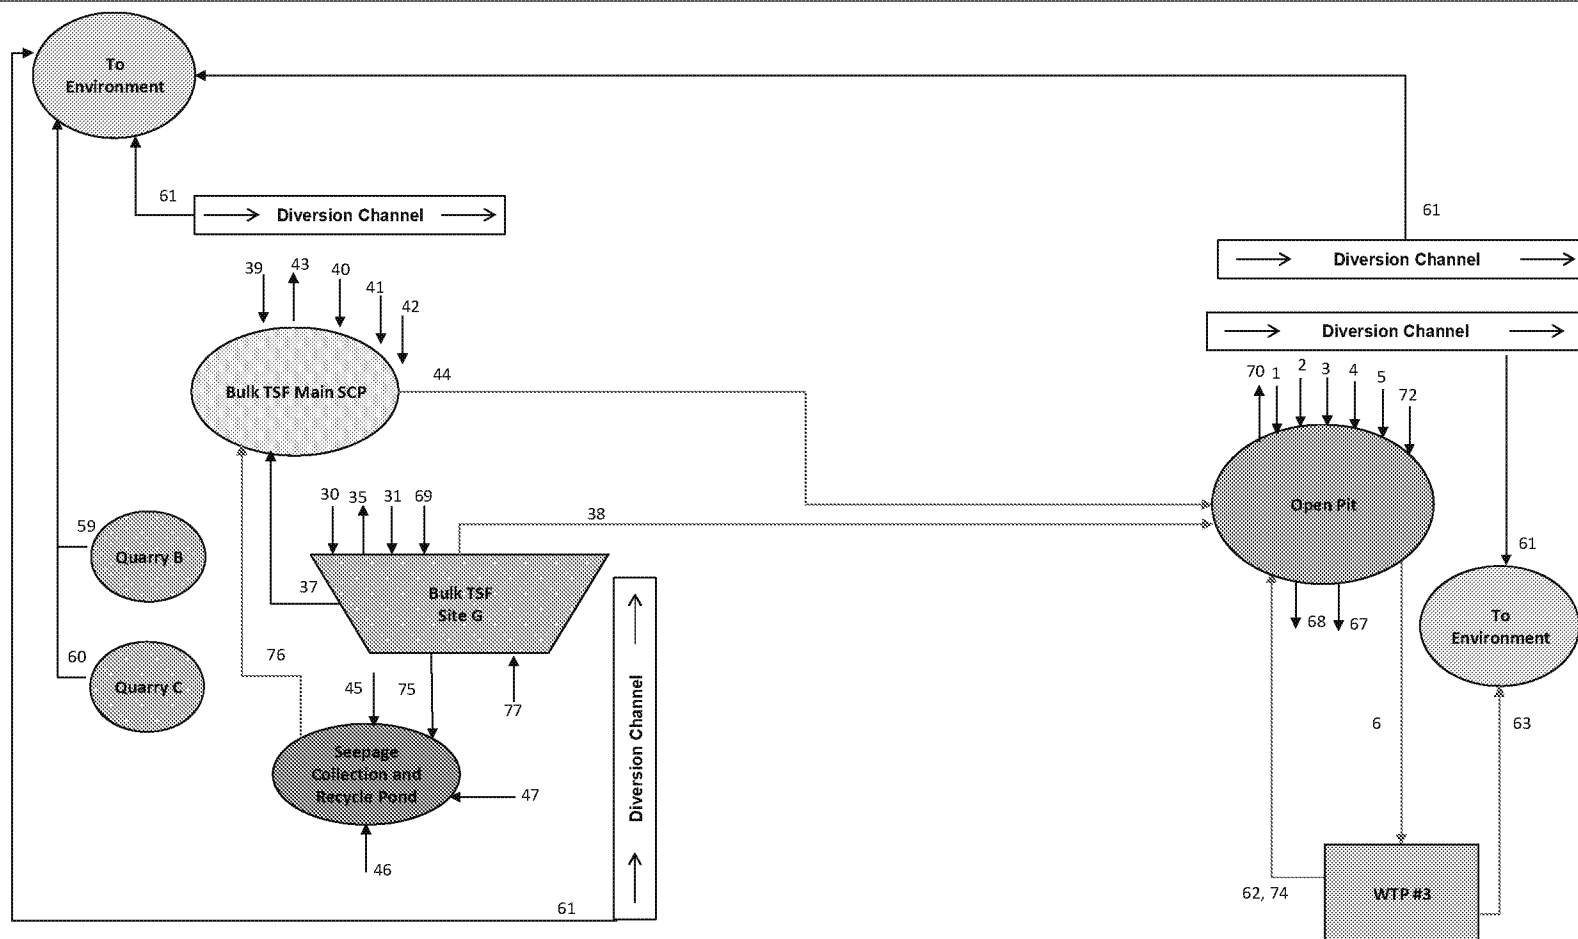 To
Environment
61
Diversion Channel
61
Diversion Channel
Diversion Channel
39
43
40
41
42
Bulk TSF Main SCP
44
70
1
2
3
4
5
72
Open Pit
30
35
31
69
38
59
Quarry B
37
Bulk TSF
Site G
68
67
61
To
Environment
60
Quarry C
76
45
75
77
Diversion Channel
6
63
Seepage
Collection and
Recycle Pond
47
46
61
62, 74
WTP #3